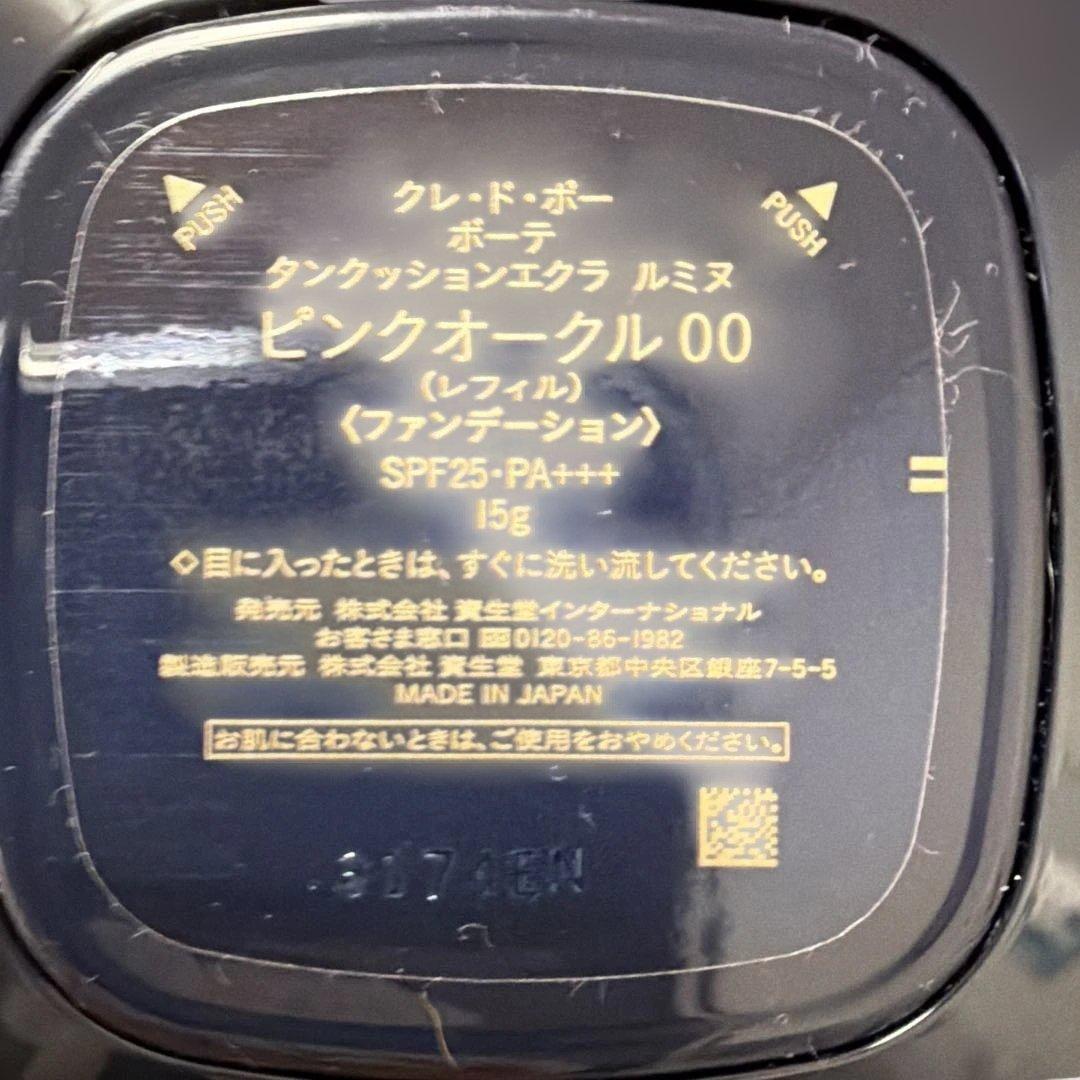 PUSH
PUSH
クレ・ド・ポー
ボーテ
タンクッションエクラ ルミヌ
ピンクオークル 00
（レフィル）
〈ファンデーション〉
SPF25・PA+++
15g
◇目に入ったときは、すぐに洗い流してください。
発売元 株式会社 資生堂インターナショナル
お客さま窓口 0120-86-1982
製造販売元 株式会社 資生堂 東京都中央区銀座7-5-5
MADE IN JAPAN
お肌に合わないときは、ご使用をおやめください。